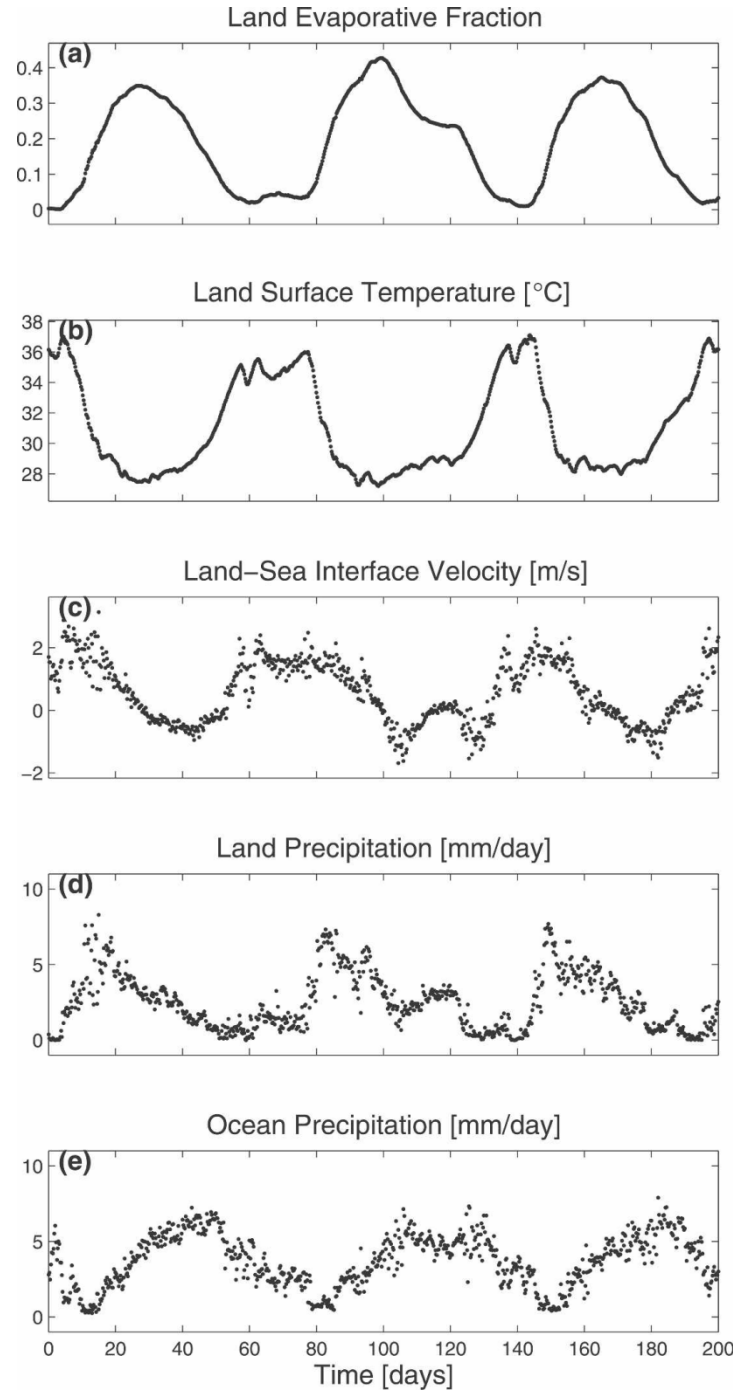 Land Evaporative Fraction
(a)
0.4
0.3
0.2
0.1
0
Land Surface Temperature [°C]
(b)
38
36
34
32
30
28
Land−Sea Interface Velocity [m/s]
(c)
2
0
−2
Land Precipitation [mm/day]
(d)
10
5
0
Ocean Precipitation [mm/day]
(e)
10
5
0
0 20 40 60 80 100 120 140 160 180 200
Time [days]